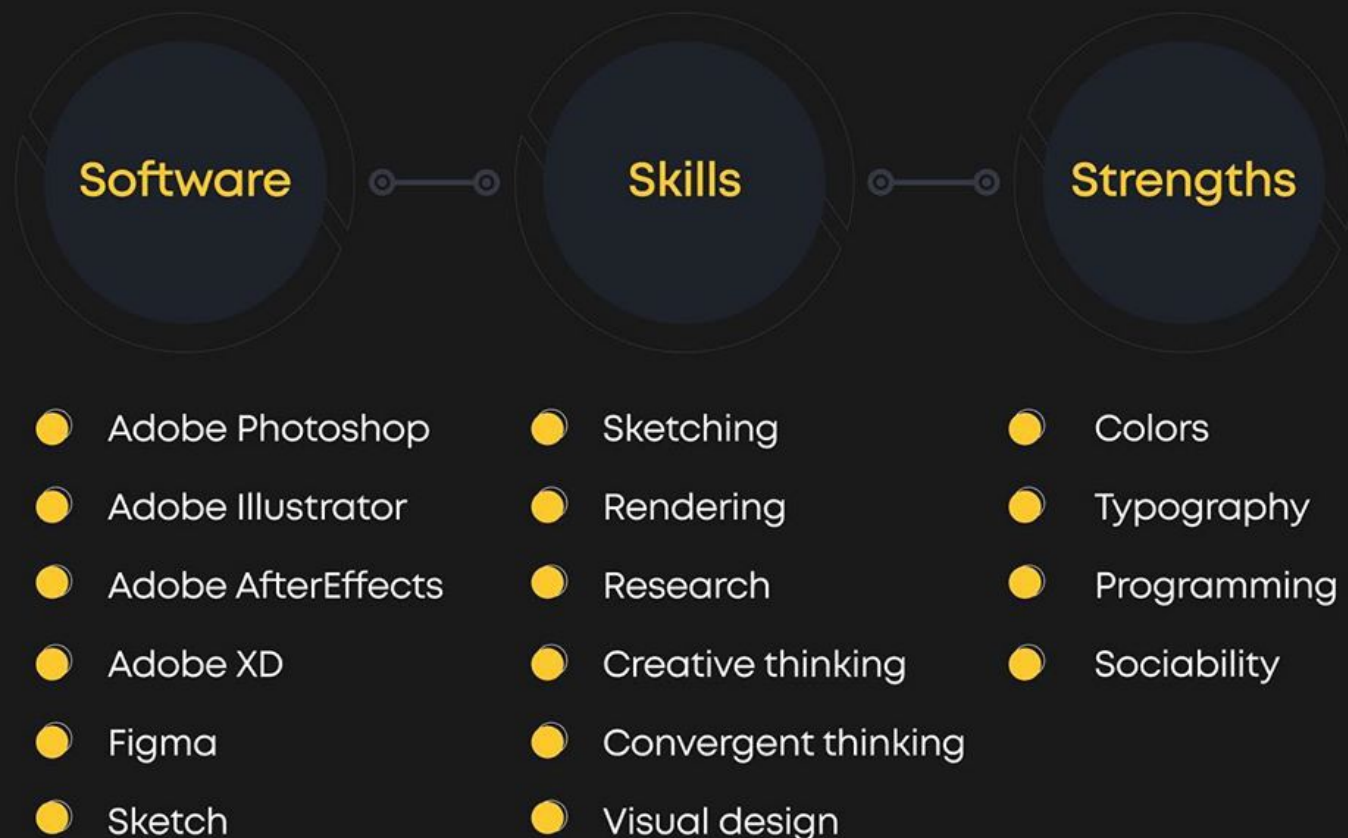 Software
Skills
Strengths
Adobe Photoshop
Adobe Illustrator
Adobe AfterEffects
Adobe XD
Figma
Sketch
Sketching
Rendering
Research
Creative thinking
Convergent thinking
Visual design
Colors
Typography
Programming
Sociability